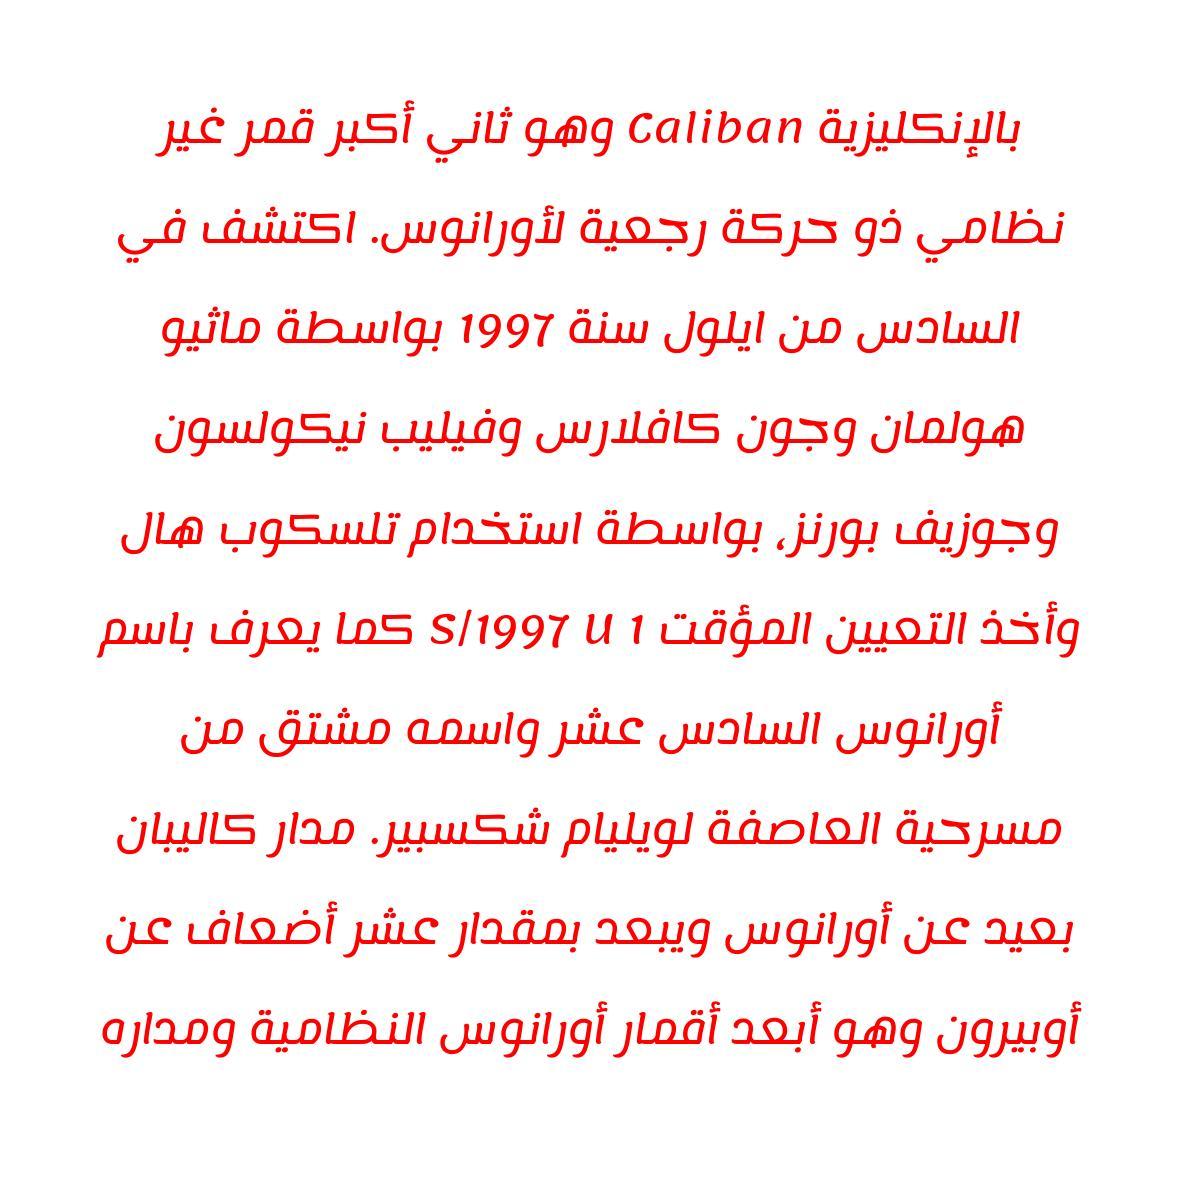 بالإنكليزية Caliban وهو ثاني أكبر قمر غير
نظامي ذو حركة رجعية لأورانوس. اكتشف في
السادس من ايلول سنة 1997 بواسطة ماثيو
هولمان وجون كافلارس وفيليب نيكولسون
وجوزيف بورنز، بواسطة استخدام تلسكوب هال
وأخذ التعيين المؤقت S/1997 U 1 كما يعرف باسم
أورانوس السادس عشر واسمه مشتق من
مسرحية العاصفة لويليام شكسبير. مدار كاليبان
بعيد عن أورانوس ويبعد بمقدار عشر أضعاف عن
أوبيرون وهو أبعد أقمار أورانوس النظامية ومداره